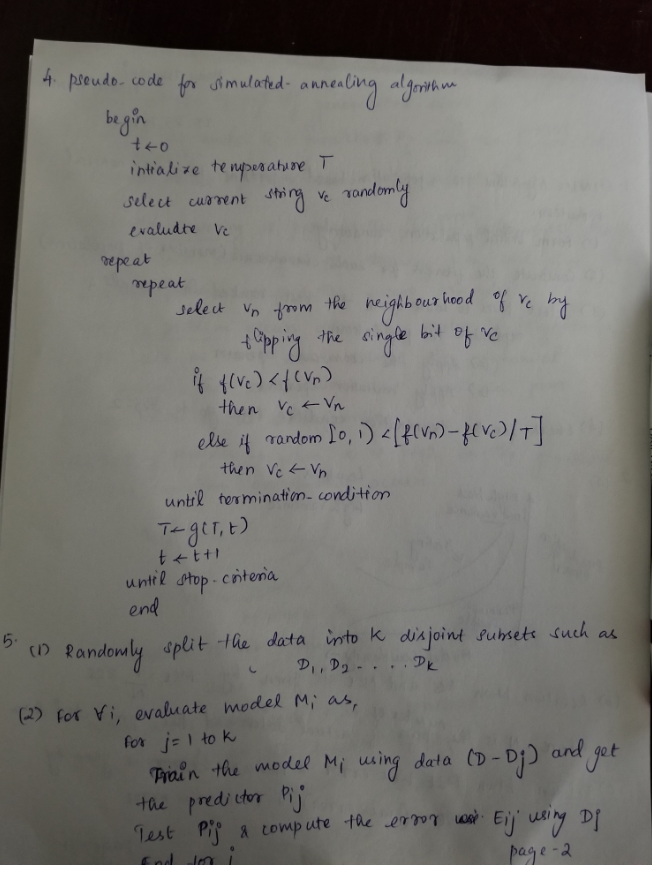 4. pseudo-code for simulated-annealing algorithm
begin
t←0
intialize temperature T
select current string vc randomly
evaludte Vc
repeat
repeat
select vn from the neighbourhood of vc by
flipping the single bit of vc
if f(Vc) < f(Vn)
then Vc ← Vn
else if random [0, 1) < [f(Vn) - f(Vc)/T]
then Vc ← Vn
until termination-condition
T← g(T, t)
t ← t+1
until stop-criteria
end
5. (1) Randomly split the data into K disjoint subsets such as
D1, D2 - . . . . DK
(2) For ∀i, evaluate model Mi as,
For j = 1 to K
Train the model Mi using data (D - Dj) and get
the predictor Pij
Test Pij & compute the error Eij using Dj
End for j
page-2